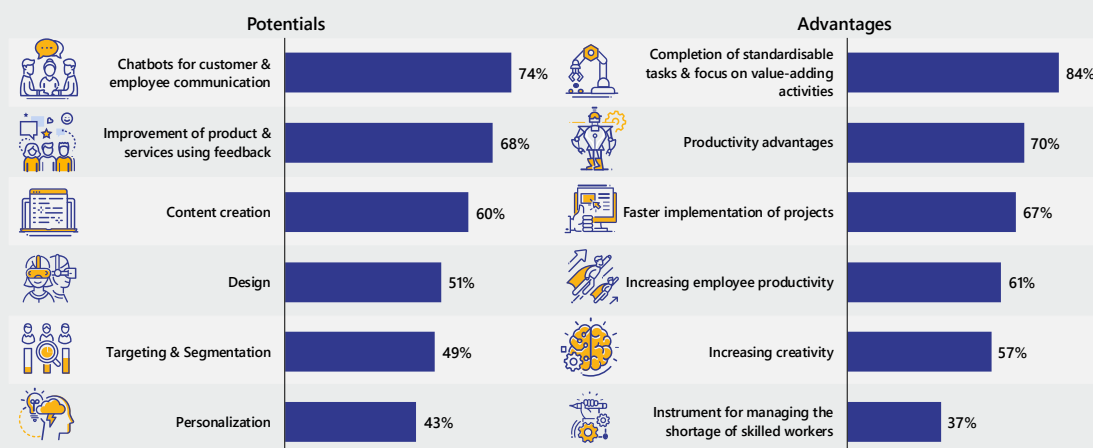 Potentials
Chatbots for customer &
employee communication
74%
Improvement of product &
services using feedback
68%
Content creation
60%
Design
51%
Targeting & Segmentation
49%
Personalization
43%
Advantages
Completion of standardisable
tasks & focus on value-adding
activities
84%
Productivity advantages
70%
Faster implementation of projects
67%
Increasing employee productivity
61%
Increasing creativity
57%
Instrument for managing the
shortage of skilled workers
37%